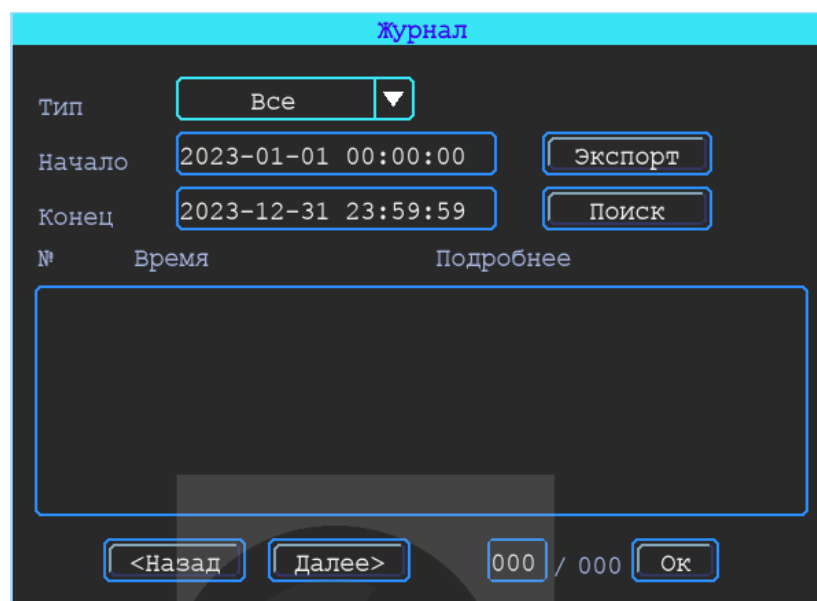 Журнал
Тип Все
Начало 2023-01-01 00:00:00 Экспорт
Конец 2023-12-31 23:59:59 Поиск
№ Время Подробнее
<Назад Далее> 000 / 000 Ок